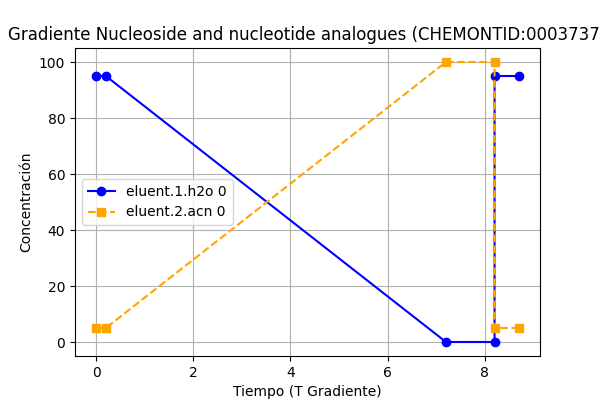 Gradiente Nucleoside and nucleotide analogues (CHEMONTID:0003737
100
80
60
40
20
0
Concentración
eluent.1.h2o 0
eluent.2.acn 0
0 2 4 6 8
Tiempo (T Gradiente)